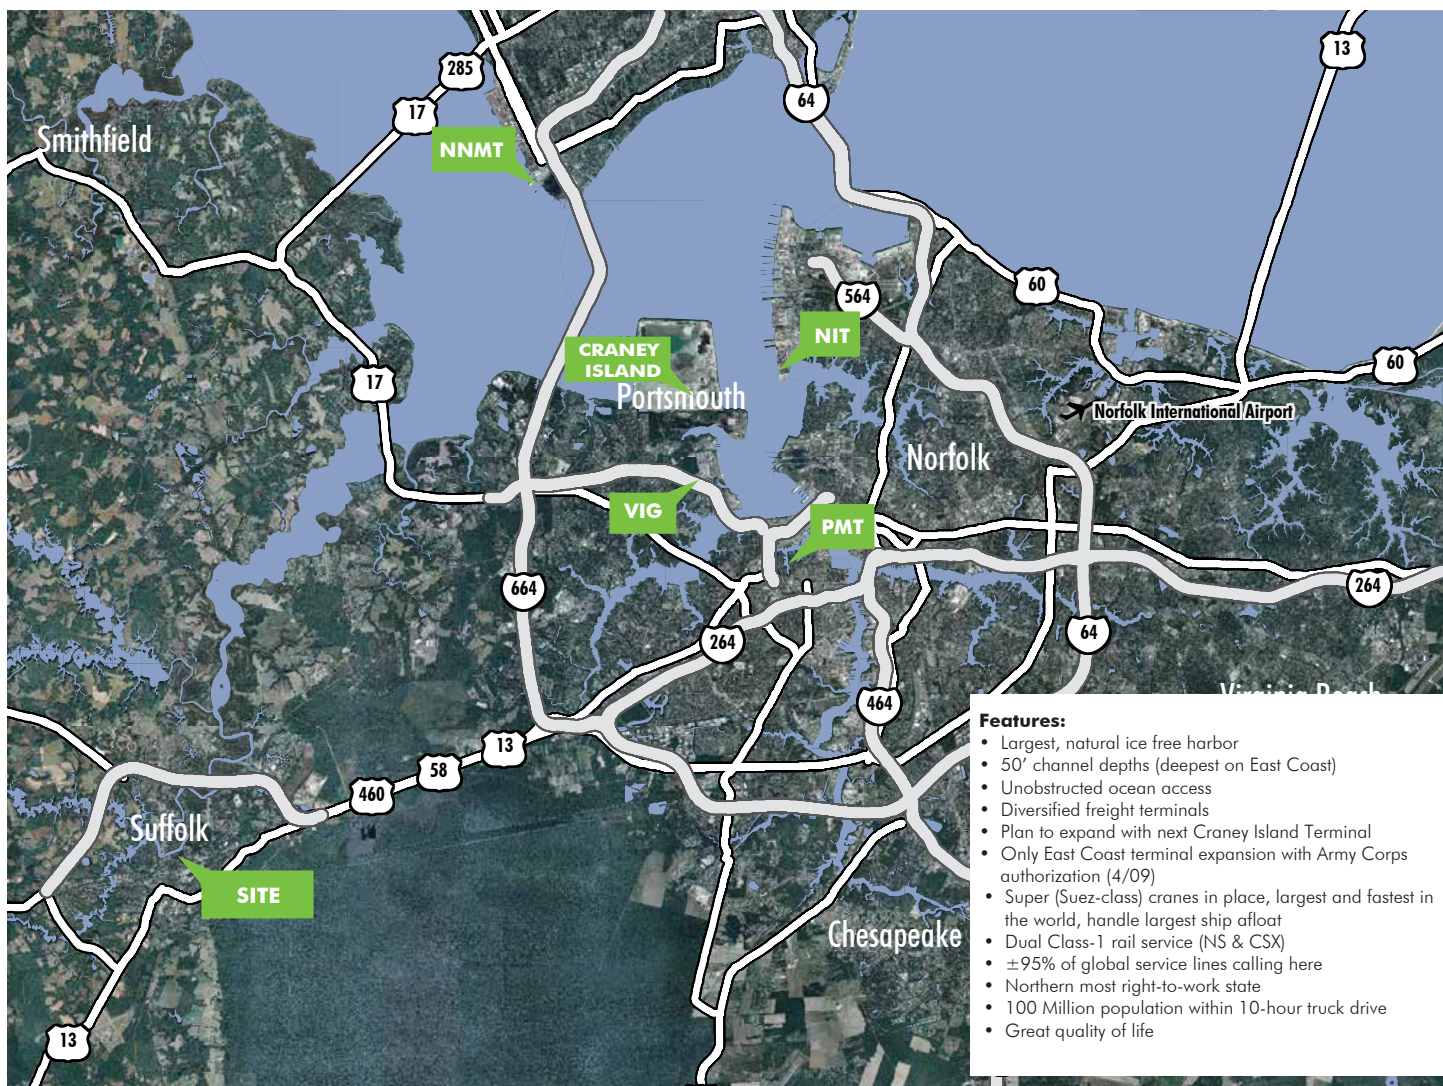 13
285
64
17
Smithfield
NNMT
60
564
NIT
CRANEY
ISLAND
60
17
Portsmouth
Norfolk International Airport
Norfolk
VIG
PMT
664
264
64
264
Virginia Beach
464
13
58
460
Suffolk
SITE
Chesapeake
13
Features:
• Largest, natural ice free harbor
• 50’ channel depths (deepest on East Coast)
• Unobstructed ocean access
• Diversified freight terminals
• Plan to expand with next Craney Island Terminal
• Only East Coast terminal expansion with Army Corps
authorization (4/09)
• Super (Suez-class) cranes in place, largest and fastest in
the world, handle largest ship afloat
• Dual Class-1 rail service (NS & CSX)
• ±95% of global service lines calling here
• Northern most right-to-work state
• 100 Million population within 10-hour truck drive
• Great quality of life